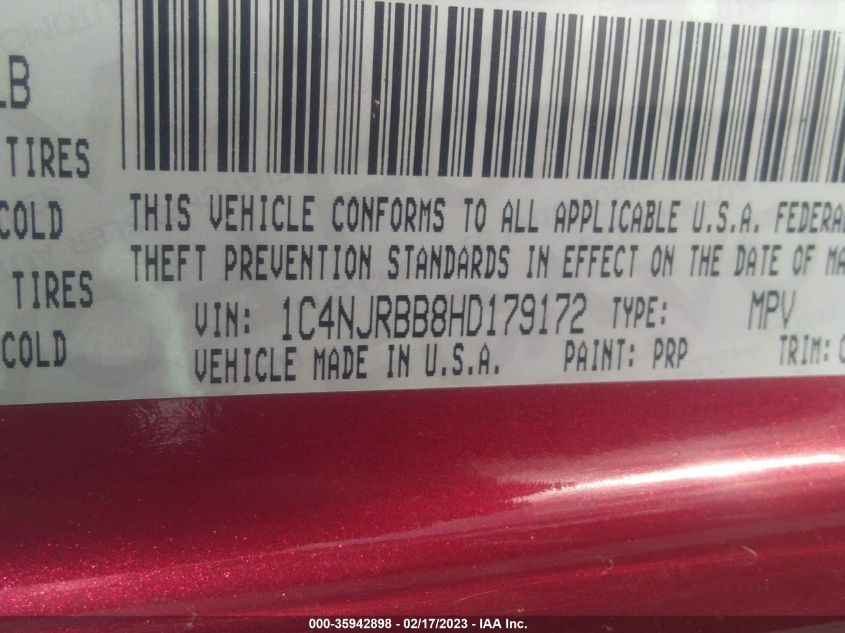 LB
TIRES
COLD
TIRES
COLD
THIS VEHICLE CONFORMS TO ALL APPLICABLE U.S.A. FEDERA
THEFT PREVENTION STANDARDS IN EFFECT ON THE DATE OF MA
VIN: 1C4NJRBB8HD179172 TYPE: MPV
VEHICLE MADE IN U.S.A. PAINT: PRP TRIM:
000-35942898 - 02/17/2023 - IAA Inc.